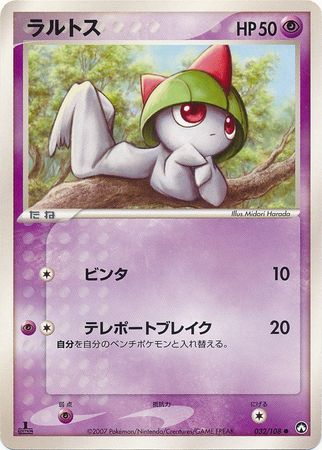 ラルトス HP50
たね
Illus.Midori Harada
ビンタ 10
テレポートブレイク 20
自分を自分のベンチポケモンと入れ替える。
弱点 抵抗力 にげる
1
EDITION
©2007 Pokémon/Nintendo/Creatures/GAME FREAK.
032/108 ●